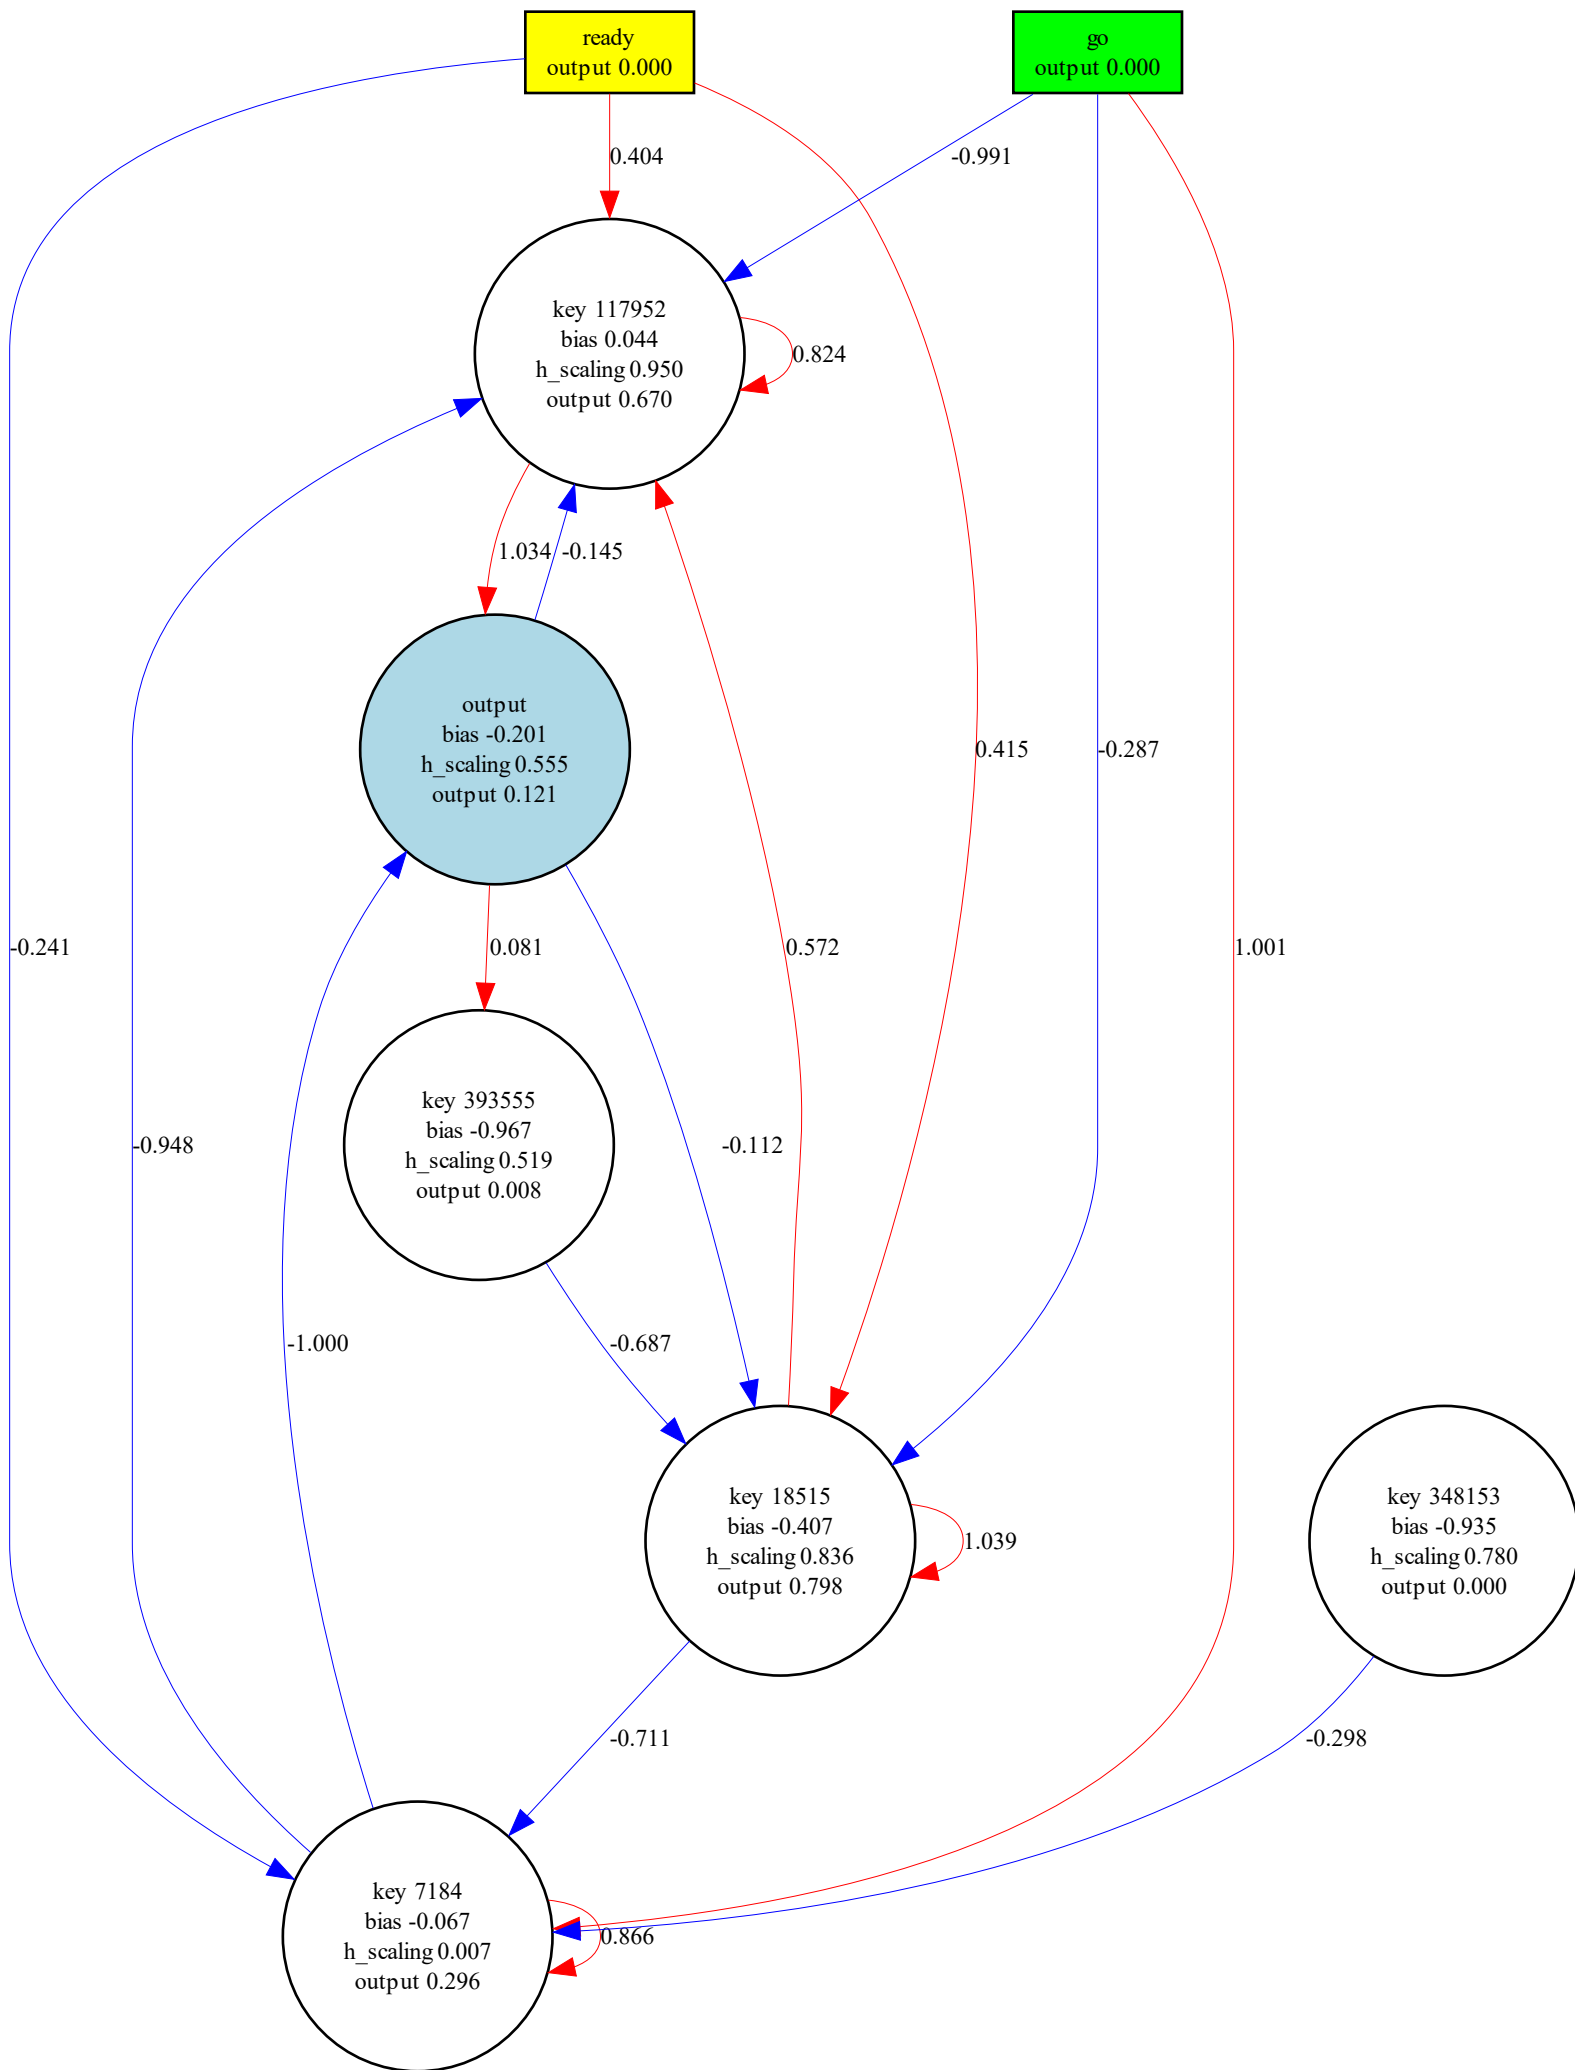 ready
output 0.000
go
output 0.000
0.404
-0.991
key 117952
bias 0.044
h_scaling 0.950
output 0.670
0.824
1.034
-0.145
output
bias -0.201
h_scaling 0.555
output 0.121
0.415
-0.287
-0.241
0.081
0.572
1.001
key 393555
bias -0.967
h_scaling 0.519
output 0.008
-0.948
-0.112
-1.000
-0.687
key 18515
bias -0.407
h_scaling 0.836
output 0.798
1.039
key 348153
bias -0.935
h_scaling 0.780
output 0.000
-0.711
-0.298
key 7184
bias -0.067
h_scaling 0.007
output 0.296
0.866